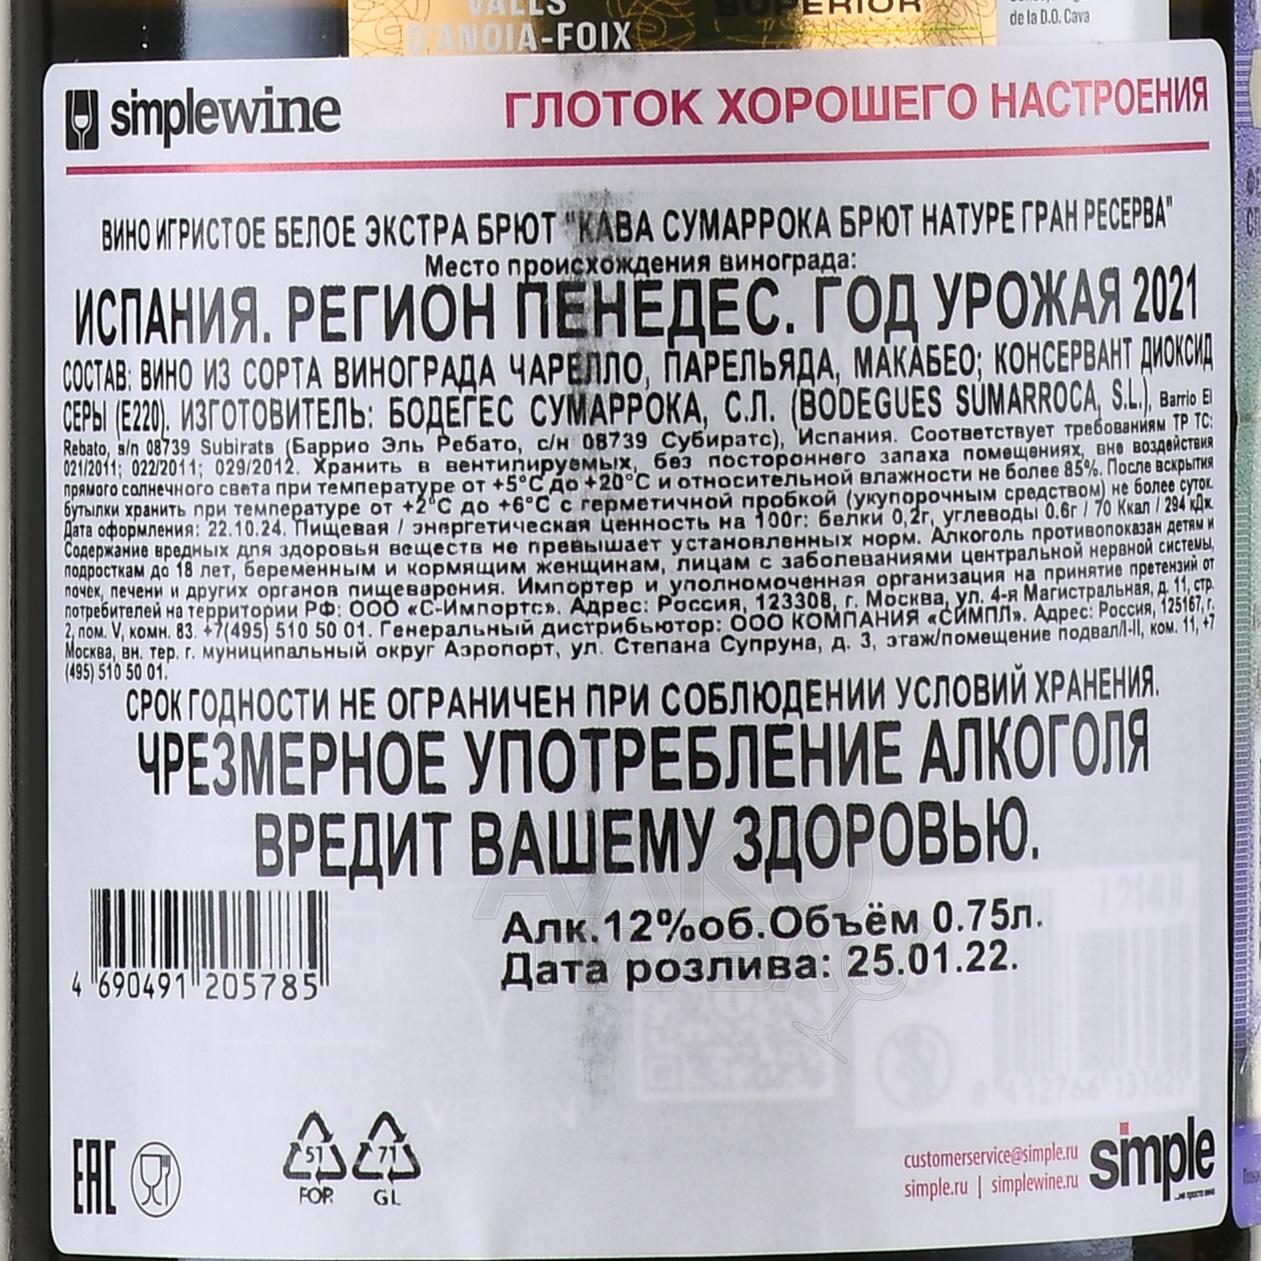 VALLS
D'ANOIA-FOIX
SUPERIOR
de la D.O. Cava
simplewine
ГЛОТОК ХОРОШЕГО НАСТРОЕНИЯ
ВИНО ИГРИСТОЕ БЕЛОЕ ЭКСТРА БРЮТ "КАВА СУМАРРОКА БРЮТ НАТУРЕ ГРАН РЕСЕРВА"
Место происхождения винограда:
ИСПАНИЯ. РЕГИОН ПЕНЕДЕС. ГОД УРОЖАЯ 2021
СОСТАВ: ВИНО ИЗ СОРТА ВИНОГРАДА ЧАРЕЛЛО, ПАРЕЛЬЯДА, МАКАБЕО; КОНСЕРВАНТ ДИОКСИД
СЕРЫ (Е220). ИЗГОТОВИТЕЛЬ: БОДЕГЕС СУМАРРОКА, С.Л. (BODEGUES SUMARROCA, S.L.), Barrio El
Rebato, s/n 08739 Subirats (Баррио Эль Ребато, с/н 08739 Субиратс), Испания. Соответствует требованиям ТР ТС:
021/2011; 022/2011; 029/2012. Хранить в вентилируемых, без постороннего запаха помещениях, вне воздействия
прямого солнечного света при температуре от +5°С до +20°С и относительной влажности не более 85%. После вскрытия
бутылки хранить при температуре от +2°С до +6°С с герметичной пробкой (укупорочным средством) не более суток.
Дата оформления: 22.10.24. Пищевая / энергетическая ценность на 100г: белки 0,2г, углеводы 0.6г / 70 Ккал / 294 кДж.
Содержание вредных для здоровья веществ не превышает установленных норм. Алкоголь противопоказан детям и
подросткам до 18 лет, беременным и кормящим женщинам, лицам с заболеваниями центральной нервной системы,
почек, печени и других органов пищеварения. Импортер и уполномоченная организация на принятие претензий от
потребителей на территории РФ: ООО «С-Импортс». Адрес: Россия, 123308, г. Москва, ул. 4-я Магистральная, д. 11, стр.
2, пом. V, комн. 83. +7(495) 510 50 01. Генеральный дистрибьютор: ООО КОМПАНИЯ «СИМПЛ». Адрес: Россия, 125167, г.
Москва, вн. тер. г. муниципальный округ Аэропорт, ул. Степана Супруна, д. 3, этаж/помещение подвал/I-II, ком. 11, +7
(495) 510 50 01.
СРОК ГОДНОСТИ НЕ ОГРАНИЧЕН ПРИ СОБЛЮДЕНИИ УСЛОВИЙ ХРАНЕНИЯ.
ЧРЕЗМЕРНОЕ УПОТРЕБЛЕНИЕ АЛКОГОЛЯ
ВРЕДИТ ВАШЕМУ ЗДОРОВЬЮ.
Алк.12%об.Объём 0.75л.
Дата розлива: 25.01.22.
4 690491 205785
EAC
51
FOR
71
GL
customerservice@simple.ru
simple.ru | simplewine.ru
simple
...не просто вино